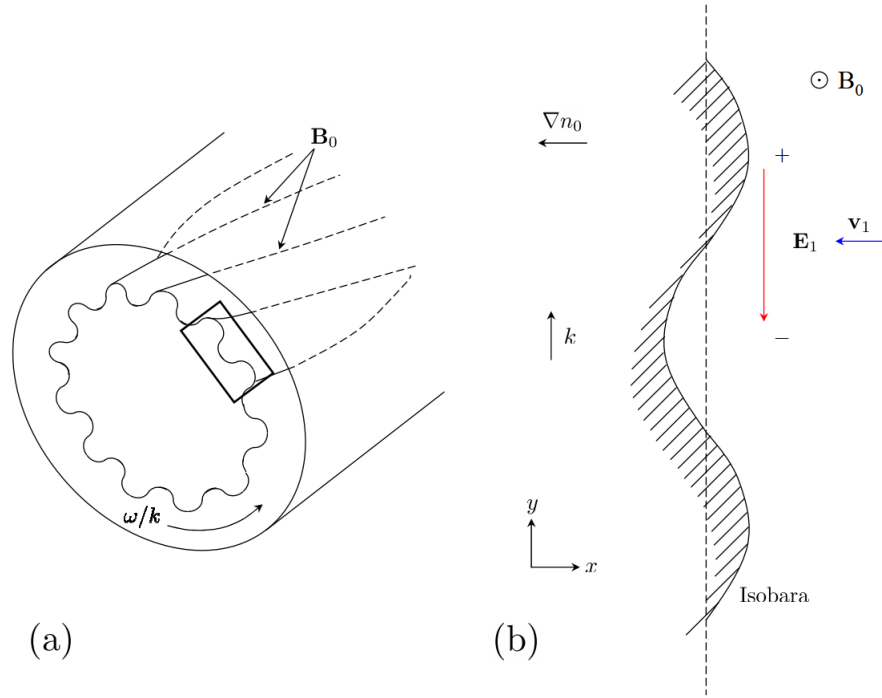 B₀
ω/k
(a)
⊙ B₀
∇n₀
+
E₁
v₁
k
−
y
x
Isobara
(b)